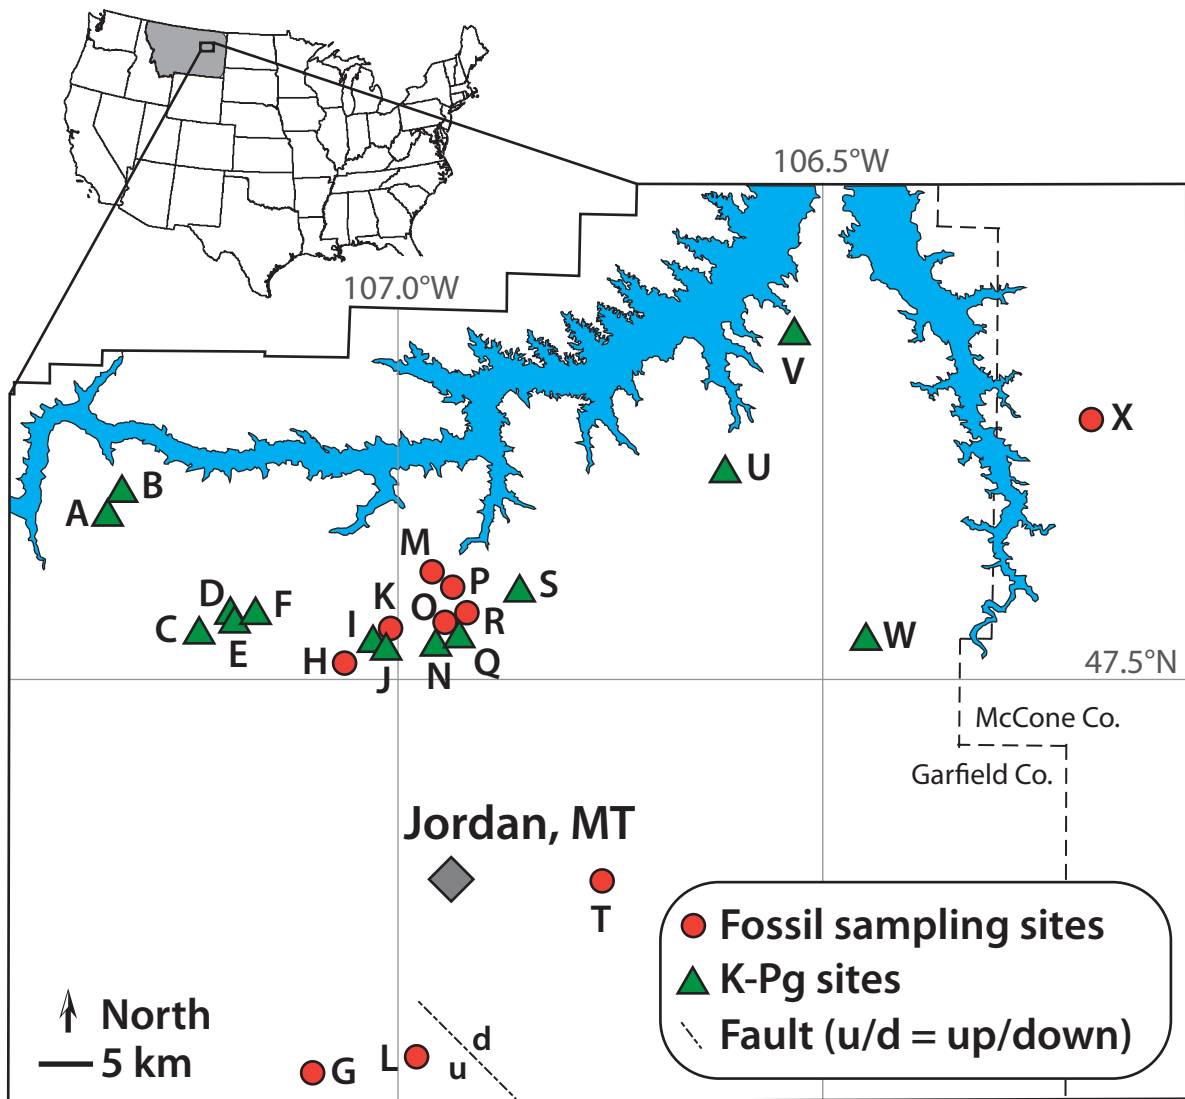 106.5°W
107.0°W
V
X
B
U
A
M
P
S
D
F
K
O
C
I
R
E
W
H
J
N
Q
47.5°N
McCone Co.
Garfield Co.
Jordan, MT
T
Fossil sampling sites
K-Pg sites
Fault (u/d = up/down)
North
5 km
d
u
L
G